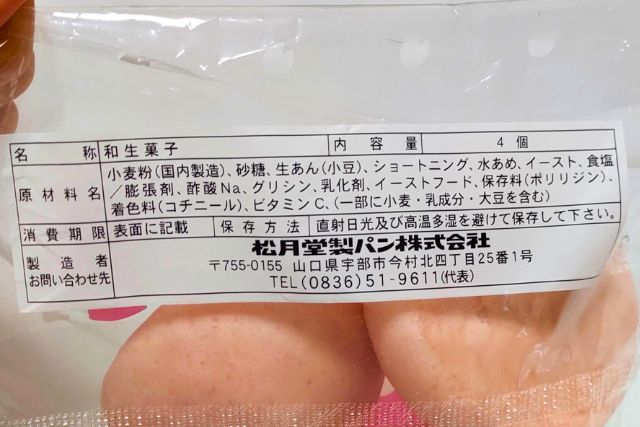 名称 和生菓子 内容量 4個
原材料名 小麦粉(国内製造)、砂糖、生あん(小豆)、ショートニング、水あめ、イースト、食塩
／膨張剤、酢酸Na、グリシン、乳化剤、イーストフード、保存料(ポリリジン)、
着色料(コチニール)、ビタミンC、(一部に小麦・乳成分・大豆を含む)
消費期限 表面に記載 保存方法 直射日光及び高温多湿を避けて保存して下さい。
製造者 お問い合わせ先 松月堂製パン株式会社
〒755-0155 山口県宇部市今村北四丁目25番1号
TEL(0836)51-9611(代表)